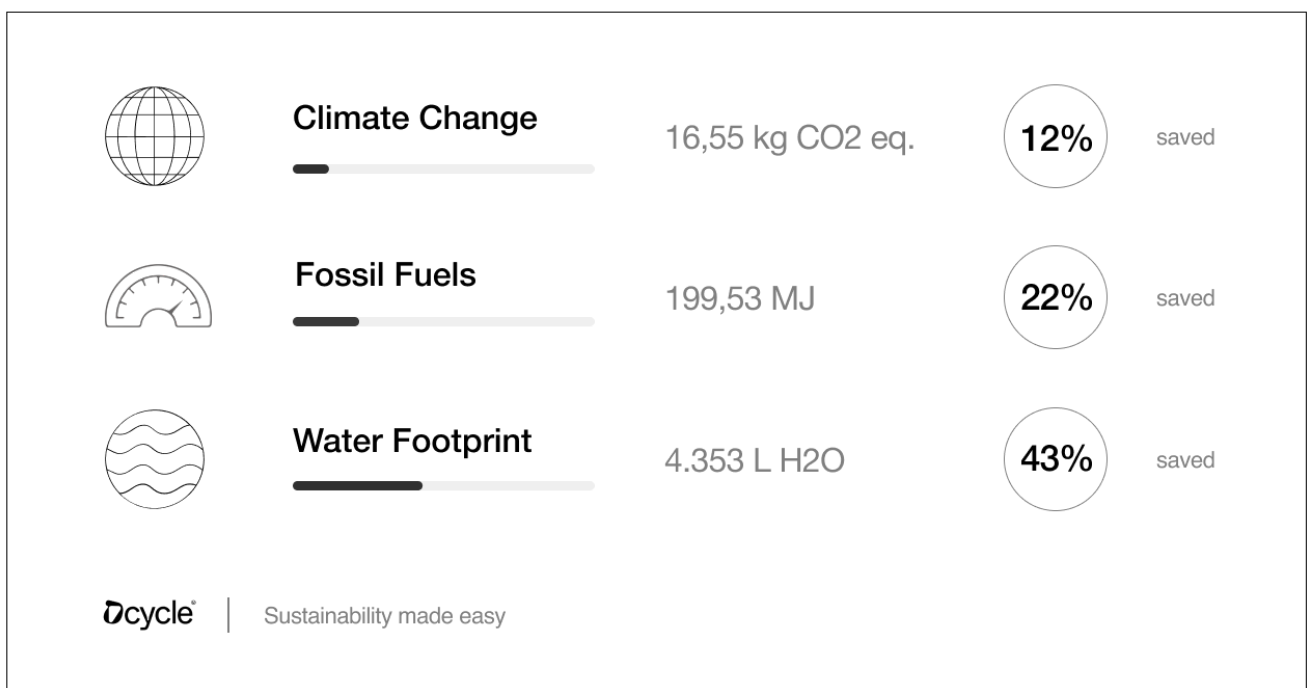 Climate Change
16,55 kg CO2 eq.
12%
saved
Fossil Fuels
199,53 MJ
22%
saved
Water Footprint
4.353 L H2O
43%
saved
Dcycle®
Sustainability made easy